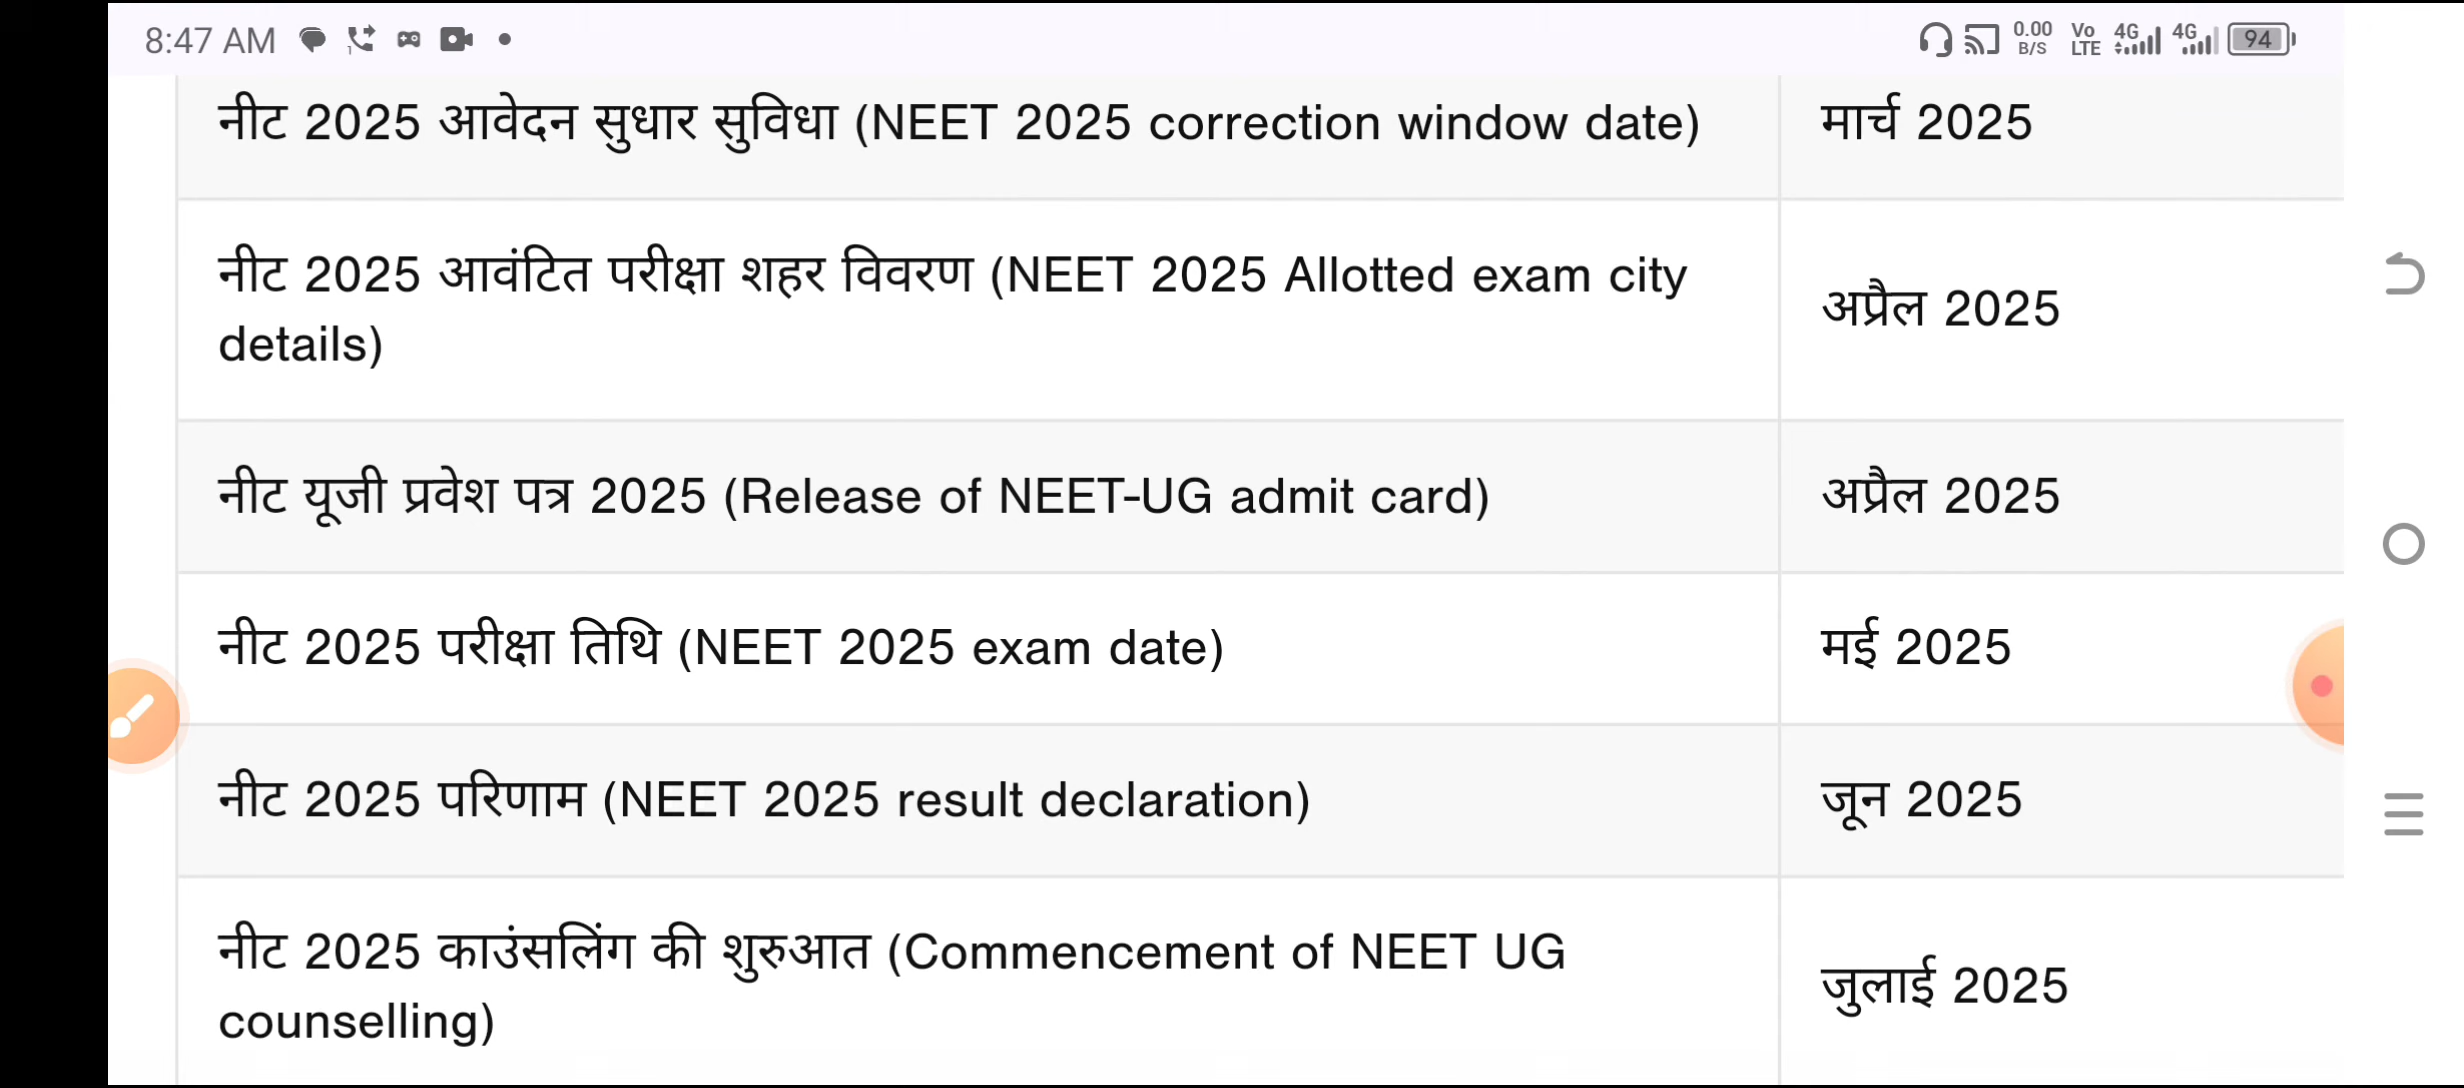 8:47 AM
0.00 B/S Vo LTE 4G 4G 94
नीट 2025 आवेदन सुधार सुविधा (NEET 2025 correction window date) मार्च 2025
नीट 2025 आवंटित परीक्षा शहर विवरण (NEET 2025 Allotted exam city
details) अप्रैल 2025
नीट यूजी प्रवेश पत्र 2025 (Release of NEET-UG admit card) अप्रैल 2025
नीट 2025 परीक्षा तिथि (NEET 2025 exam date) मई 2025
नीट 2025 परिणाम (NEET 2025 result declaration) जून 2025
नीट 2025 काउंसलिंग की शुरुआत (Commencement of NEET UG
counselling) जुलाई 2025